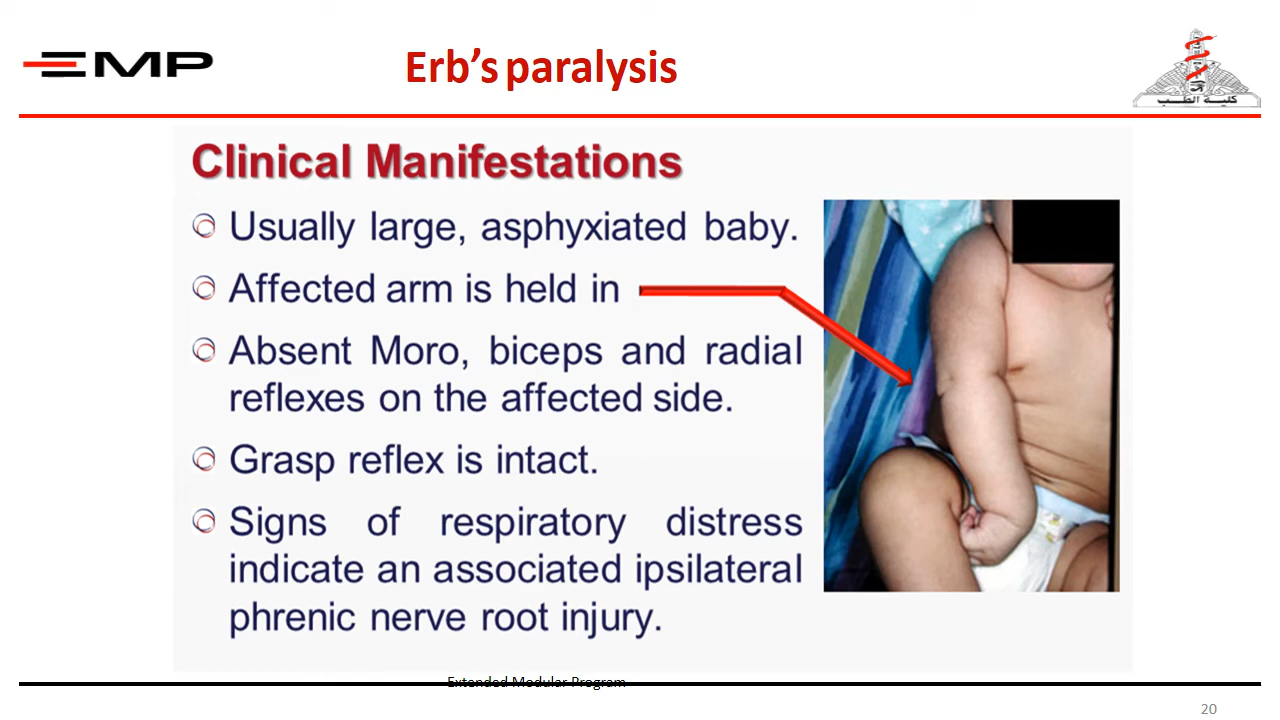 EMP
Erb's paralysis
كلية الطب
Clinical Manifestations
Usually large, asphyxiated baby.
Affected arm is held in
Absent Moro, biceps and radial
reflexes on the affected side.
Grasp reflex is intact.
Signs of respiratory distress
indicate an associated ipsilateral
phrenic nerve root injury.
Extended Modular Program
20